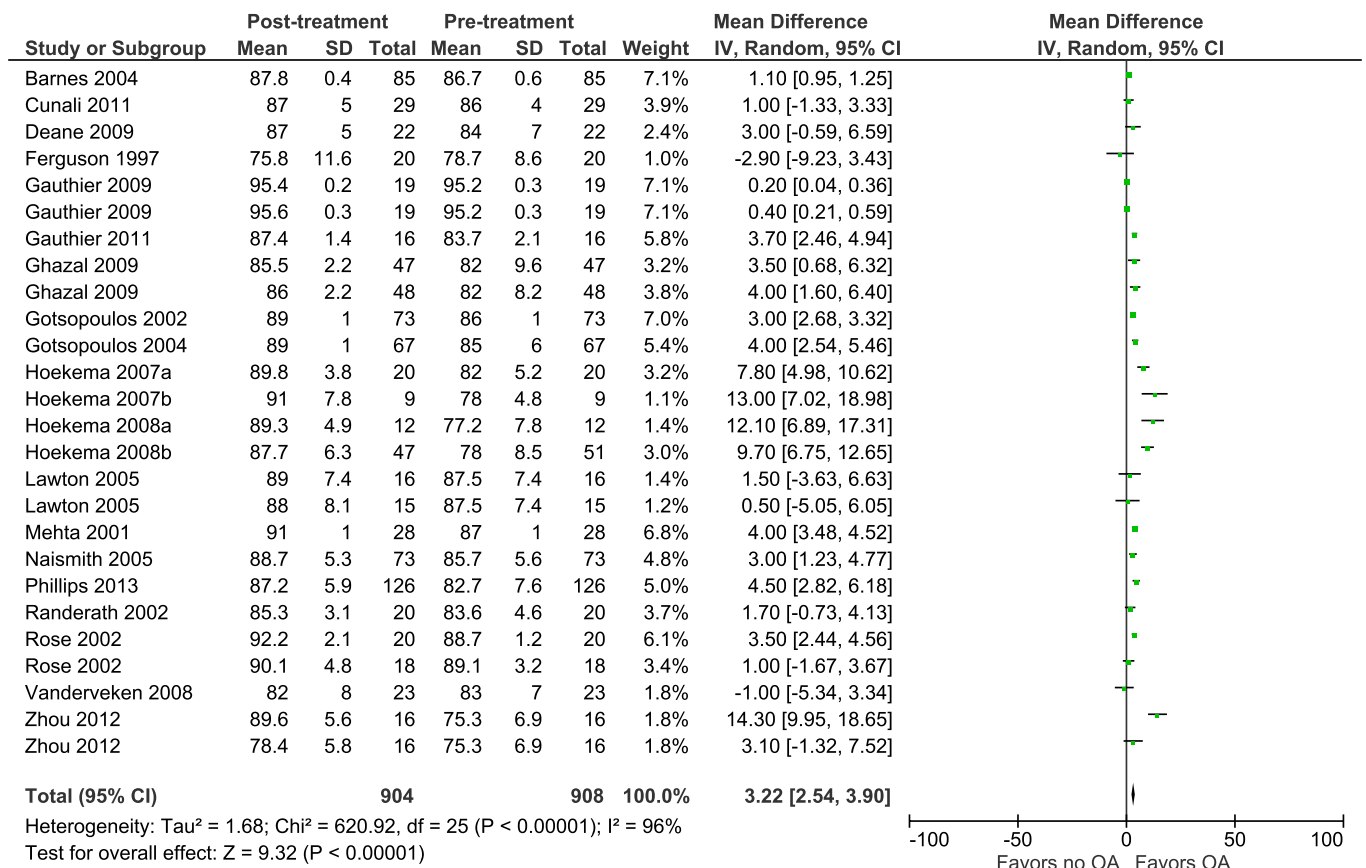 Post-treatment Pre-treatment Mean Difference Mean Difference
Study or Subgroup Mean SD Total Mean SD Total Weight IV, Random, 95% CI IV, Random, 95% CI
Barnes 2004 87.8 0.4 85 86.7 0.6 85 7.1% 1.10 [0.95, 1.25]
Cunali 2011 87 5 29 86 4 29 3.9% 1.00 [-1.33, 3.33]
Deane 2009 87 5 22 84 7 22 2.4% 3.00 [-0.59, 6.59]
Ferguson 1997 75.8 11.6 20 78.7 8.6 20 1.0% -2.90 [-9.23, 3.43]
Gauthier 2009 95.4 0.2 19 95.2 0.3 19 7.1% 0.20 [0.04, 0.36]
Gauthier 2009 95.6 0.3 19 95.2 0.3 19 7.1% 0.40 [0.21, 0.59]
Gauthier 2011 87.4 1.4 16 83.7 2.1 16 5.8% 3.70 [2.46, 4.94]
Ghazal 2009 85.5 2.2 47 82 9.6 47 3.2% 3.50 [0.68, 6.32]
Ghazal 2009 86 2.2 48 82 8.2 48 3.8% 4.00 [1.60, 6.40]
Gotsopoulos 2002 89 1 73 86 1 73 7.0% 3.00 [2.68, 3.32]
Gotsopoulos 2004 89 1 67 85 6 67 5.4% 4.00 [2.54, 5.46]
Hoekema 2007a 89.8 3.8 20 82 5.2 20 3.2% 7.80 [4.98, 10.62]
Hoekema 2007b 91 7.8 9 78 4.8 9 1.1% 13.00 [7.02, 18.98]
Hoekema 2008a 89.3 4.9 12 77.2 7.8 12 1.4% 12.10 [6.89, 17.31]
Hoekema 2008b 87.7 6.3 47 78 8.5 51 3.0% 9.70 [6.75, 12.65]
Lawton 2005 89 7.4 16 87.5 7.4 16 1.4% 1.50 [-3.63, 6.63]
Lawton 2005 88 8.1 15 87.5 7.4 15 1.2% 0.50 [-5.05, 6.05]
Mehta 2001 91 1 28 87 1 28 6.8% 4.00 [3.48, 4.52]
Naismith 2005 88.7 5.3 73 85.7 5.6 73 4.8% 3.00 [1.23, 4.77]
Phillips 2013 87.2 5.9 126 82.7 7.6 126 5.0% 4.50 [2.82, 6.18]
Randerath 2002 85.3 3.1 20 83.6 4.6 20 3.7% 1.70 [-0.73, 4.13]
Rose 2002 92.2 2.1 20 88.7 1.2 20 6.1% 3.50 [2.44, 4.56]
Rose 2002 90.1 4.8 18 89.1 3.2 18 3.4% 1.00 [-1.67, 3.67]
Vanderveken 2008 82 8 23 83 7 23 1.8% -1.00 [-5.34, 3.34]
Zhou 2012 89.6 5.6 16 75.3 6.9 16 1.8% 14.30 [9.95, 18.65]
Zhou 2012 78.4 5.8 16 75.3 6.9 16 1.8% 3.10 [-1.32, 7.52]
Total (95% CI) 904 908 100.0% 3.22 [2.54, 3.90]
Heterogeneity: Tau² = 1.68; Chi² = 620.92, df = 25 (P < 0.00001); I² = 96%
Test for overall effect: Z = 9.32 (P < 0.00001)
-100 -50 0 50 100
Favors no OA Favors OA